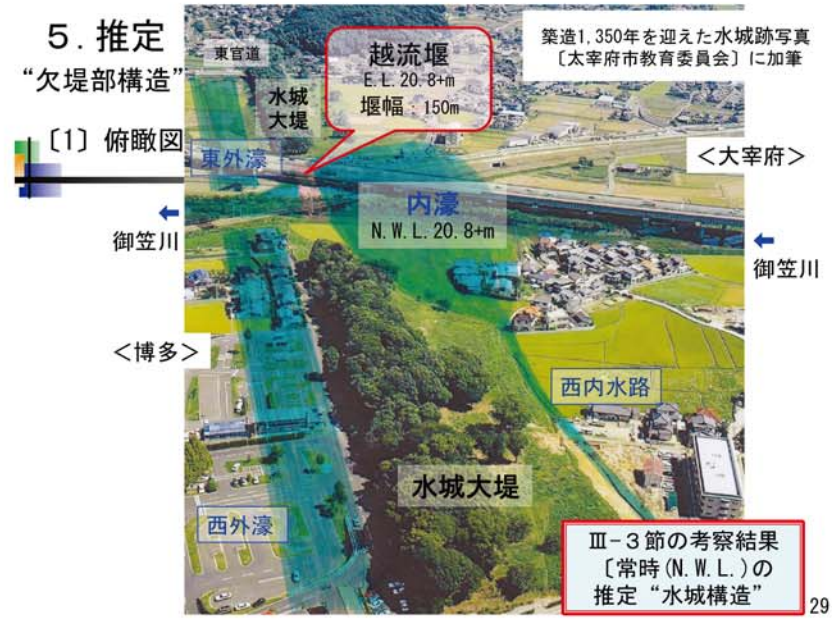 5.推定
“欠堤部構造”
〔1〕俯瞰図
東官道
水城
大堤
越流堰
E.L.20.8+m
堰幅:150m
築造1,350年を迎えた水城跡写真
〔太宰府市教育委員会〕に加筆
東外濠
内濠
N.W.L.20.8+m
<大宰府>
←
御笠川
←
御笠川
<博多>
西内水路
水城大堤
西外濠
Ⅲ-3節の考察結果
〔常時(N.W.L.)の
推定“水城構造”
29